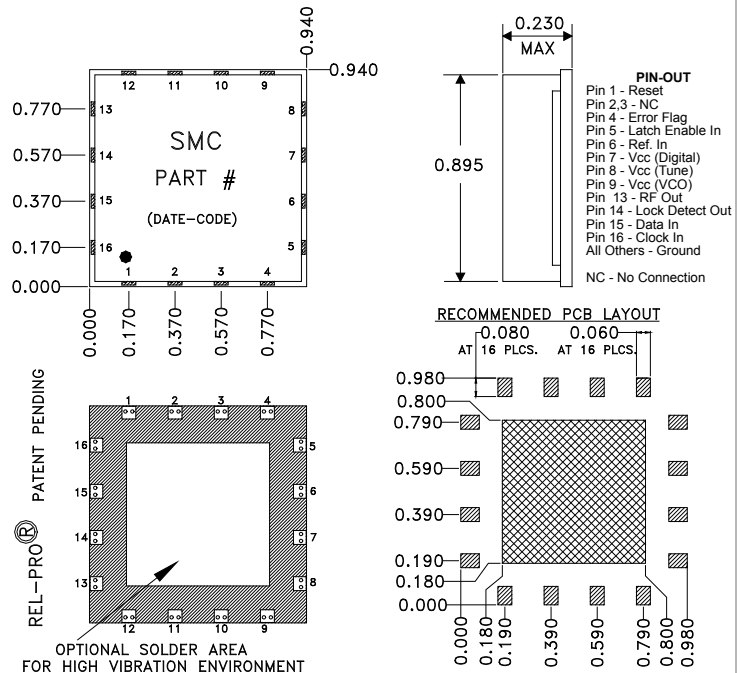 0.940
0.940
12 11 10 9
0.770
0.570
0.370
0.170
0.000
13
14
15
16
8
7
6
5
SMC
PART #
(DATE-CODE)
1 2 3 4
0.000
0.170
0.370
0.570
0.770
0.230
MAX
0.895
PIN-OUT
Pin 1 - Reset
Pin 2,3 - NC
Pin 4 - Error Flag
Pin 5 - Latch Enable In
Pin 6 - Ref. In
Pin 7 - Vcc (Digital)
Pin 8 - Vcc (Tune)
Pin 9 - Vcc (VCO)
Pin 13 - RF Out
Pin 14 - Lock Detect Out
Pin 15 - Data In
Pin 16 - Clock In
All Others - Ground
NC - No Connection
REL-PRO® PATENT PENDING
1 2 3 4
16
15
14
13
5
6
7
8
12 11 10 9
OPTIONAL SOLDER AREA
FOR HIGH VIBRATION ENVIRONMENT
RECOMMENDED PCB LAYOUT
0.080 0.060
AT 16 PLCS. AT 16 PLCS.
0.980
0.800
0.790
0.590
0.390
0.190
0.180
0.000
0.000
0.180
0.190
0.390
0.590
0.790
0.800
0.980